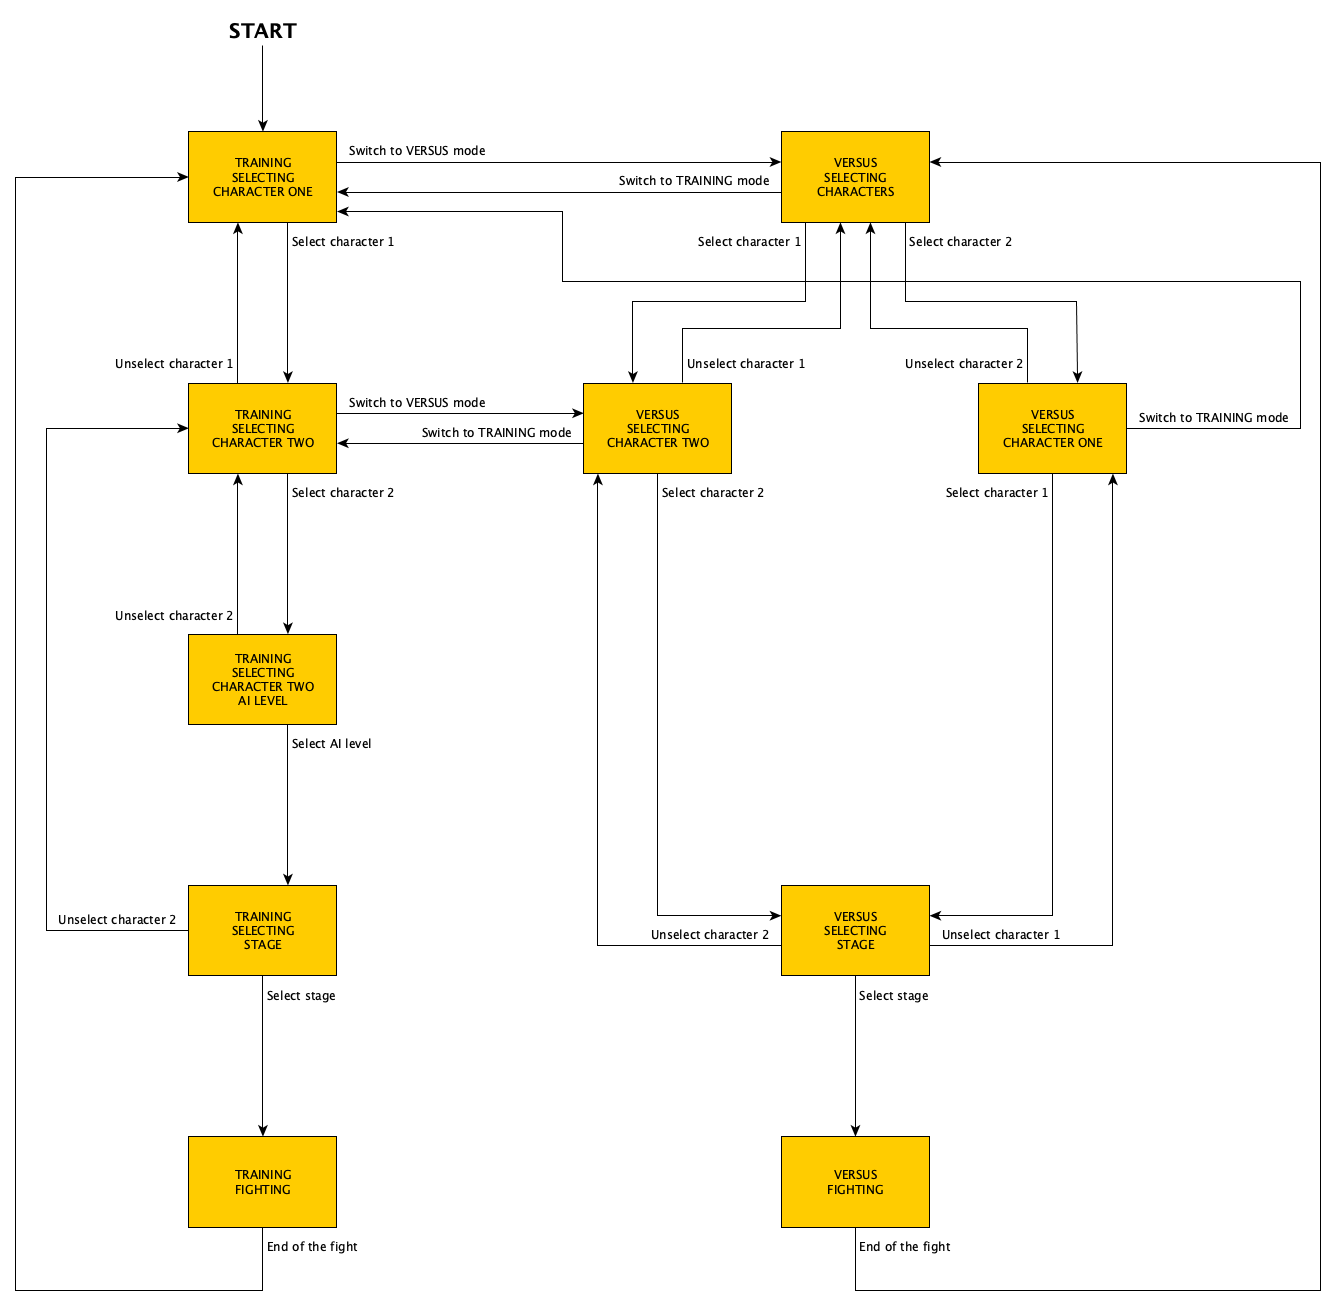 START
TRAINING
SELECTING
CHARACTER ONE
Switch to VERSUS mode
Switch to TRAINING mode
VERSUS
SELECTING
CHARACTERS
Select character 1
Select character 1
Select character 2
Unselect character 1
Unselect character 1
Unselect character 2
TRAINING
SELECTING
CHARACTER TWO
Switch to VERSUS mode
Switch to TRAINING mode
VERSUS
SELECTING
CHARACTER TWO
VERSUS
SELECTING
CHARACTER ONE
Switch to TRAINING mode
Select character 2
Select character 2
Select character 1
Unselect character 2
TRAINING
SELECTING
CHARACTER TWO
AI LEVEL
Select AI level
Unselect character 2
TRAINING
SELECTING
STAGE
Unselect character 2
VERSUS
SELECTING
STAGE
Unselect character 1
Select stage
Select stage
TRAINING
FIGHTING
VERSUS
FIGHTING
End of the fight
End of the fight